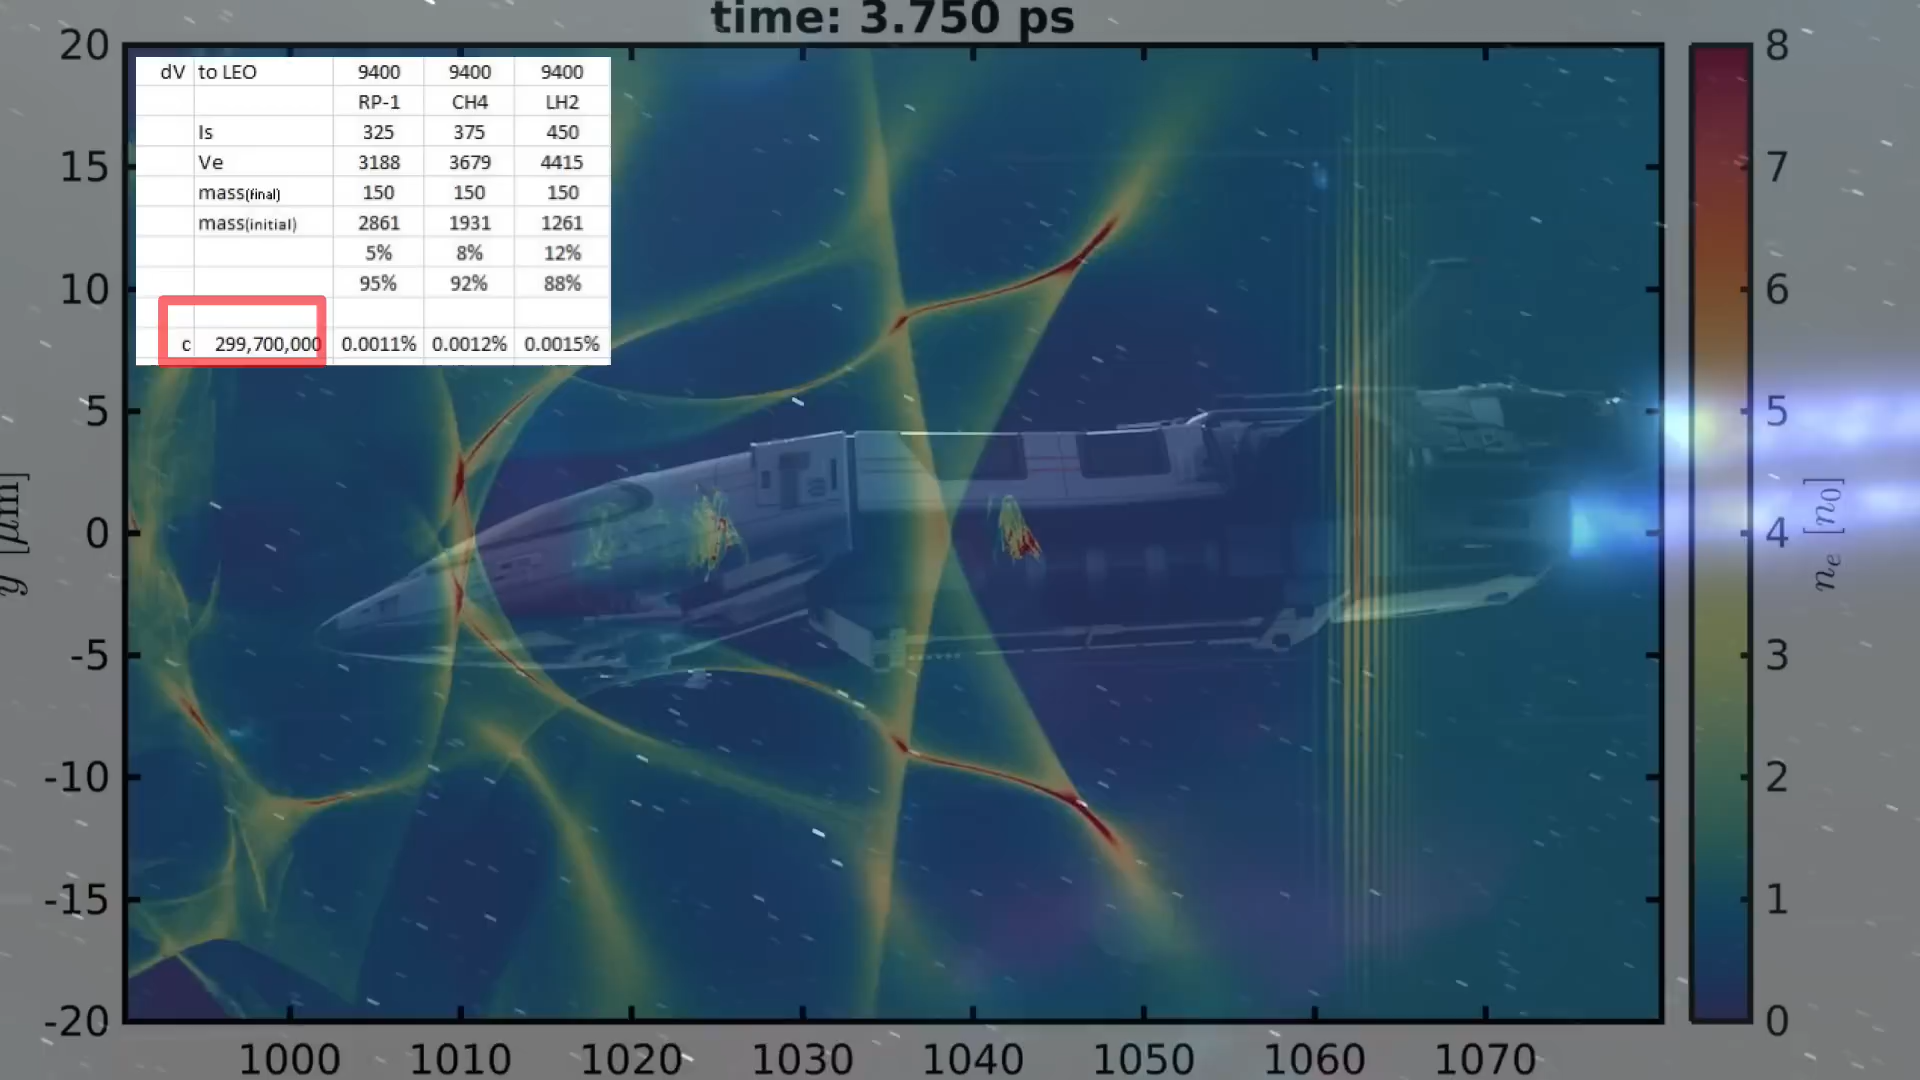 time: 3.750 ps
20
15
10
5
0
-5
-10
-15
-20
y [μm]
dV to LEO 9400 9400 9400
RP-1 CH4 LH2
Is 325 375 450
Ve 3188 3679 4415
mass(final) 150 150 150
mass(initial) 2861 1931 1261
5% 8% 12%
95% 92% 88%
c 299,700,000 0.0011% 0.0012% 0.0015%
1000 1010 1020 1030 1040 1050 1060 1070
8
7
6
5
4
3
2
1
0
nₑ [n₀]